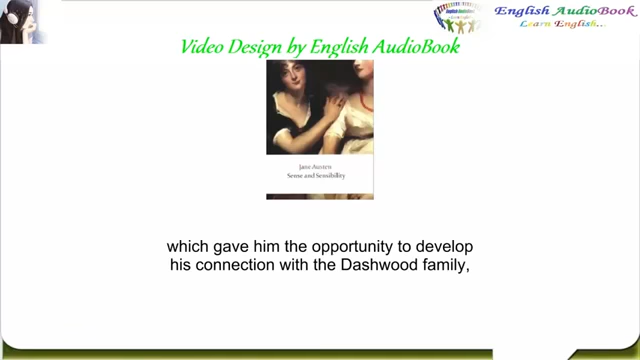 English AudioBook
Learn English...
Video Design by English AudioBook
Jane Austen
Sense and Sensibility
which gave him the opportunity to develop
his connection with the Dashwood family,